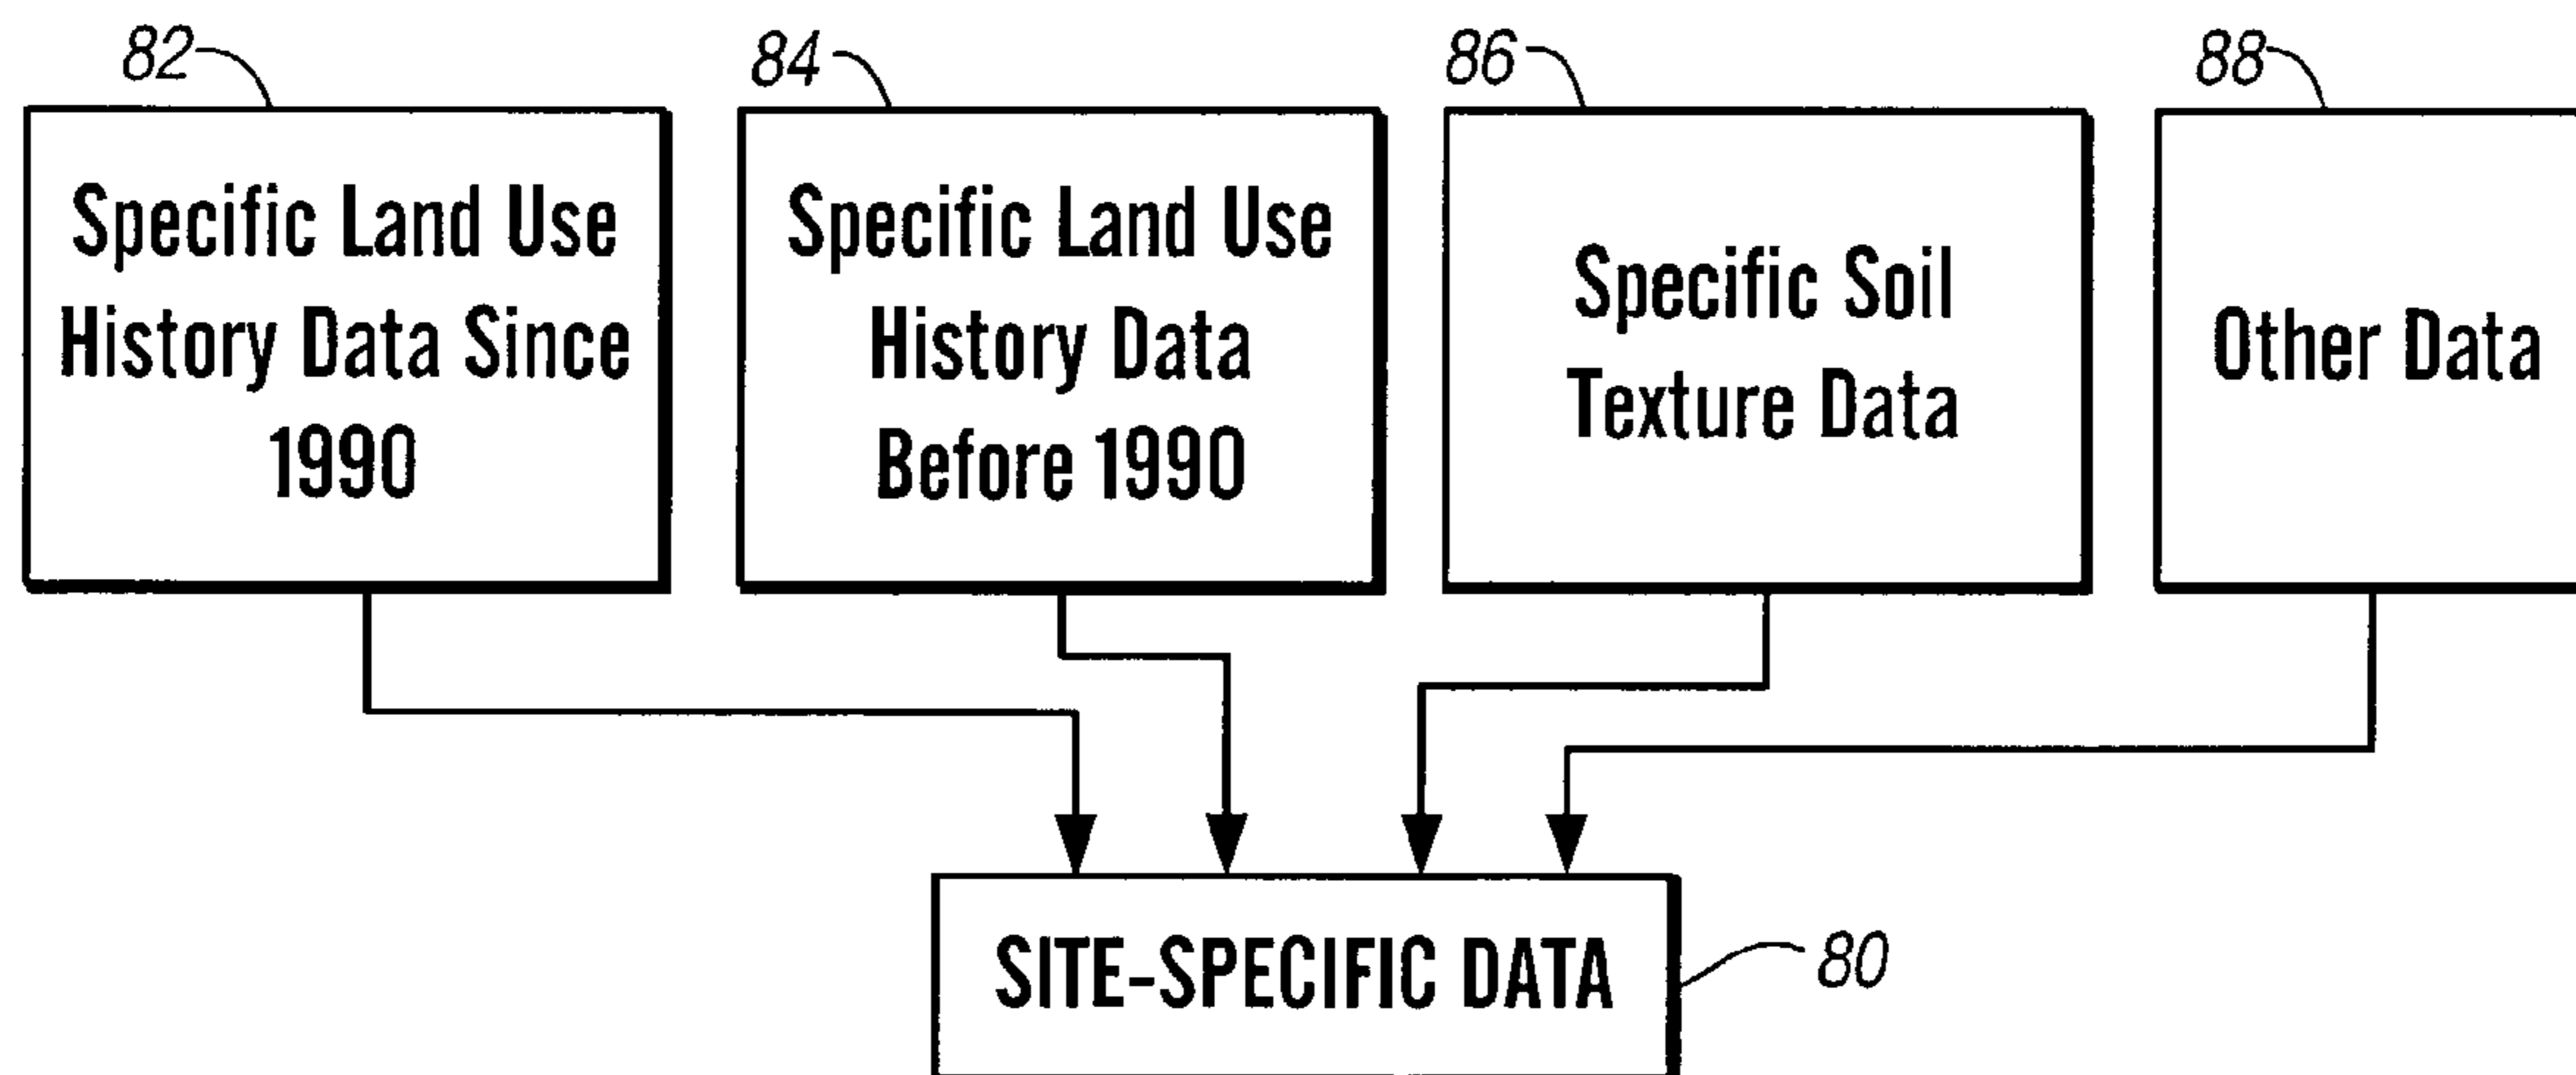 82
84
86
88
Specific Land Use
History Data Since
1990
Specific Land Use
History Data
Before 1990
Specific Soil
Texture Data
Other Data
SITE-SPECIFIC DATA
80